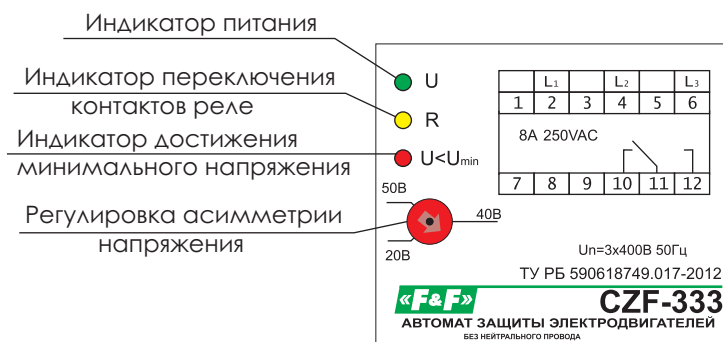 Индикатор питания
Индикатор переключения
контактов реле
Индикатор достижения
минимального напряжения
Регулировка асимметрии
напряжения
U
R
U<Umin
50В
40В
20В
L1 L2 L3
1 2 3 4 5 6
8A 250VAC
7 8 9 10 11 12
Un=3x400В 50Гц
ТУ РБ 590618749.017-2012
«F&F» CZF-333
АВТОМАТ ЗАЩИТЫ ЭЛЕКТРОДВИГАТЕЛЕЙ
БЕЗ НЕЙТРАЛЬНОГО ПРОВОДА